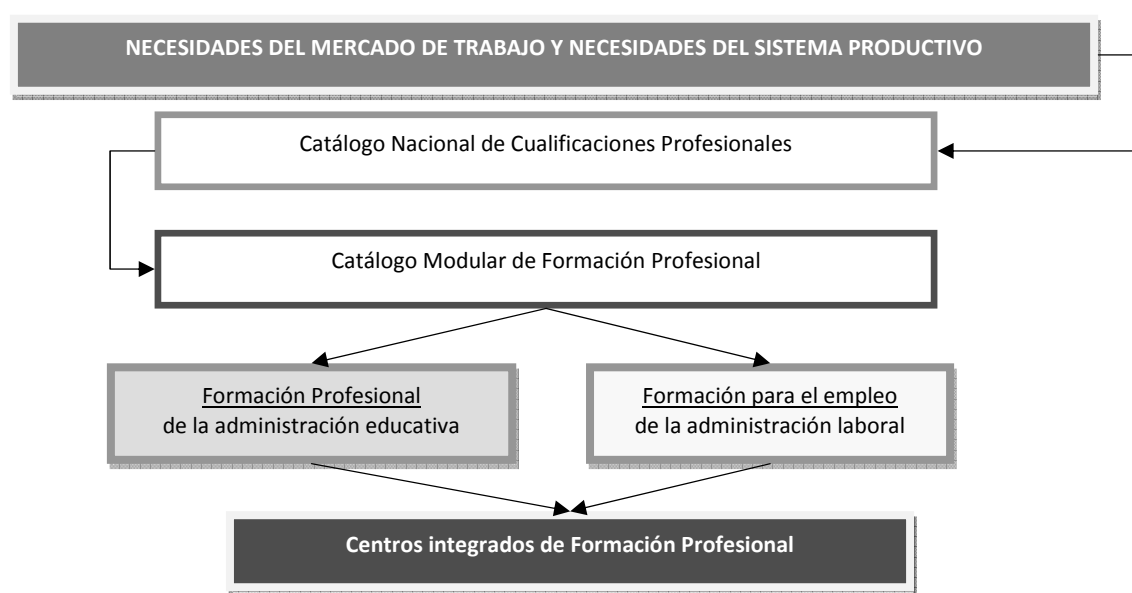 NECESIDADES DEL MERCADO DE TRABAJO Y NECESIDADES DEL SISTEMA PRODUCTIVO
Catálogo Nacional de Cualificaciones Profesionales
Catálogo Modular de Formación Profesional
Formación Profesional
de la administración educativa
Formación para el empleo
de la administración laboral
Centros integrados de Formación Profesional